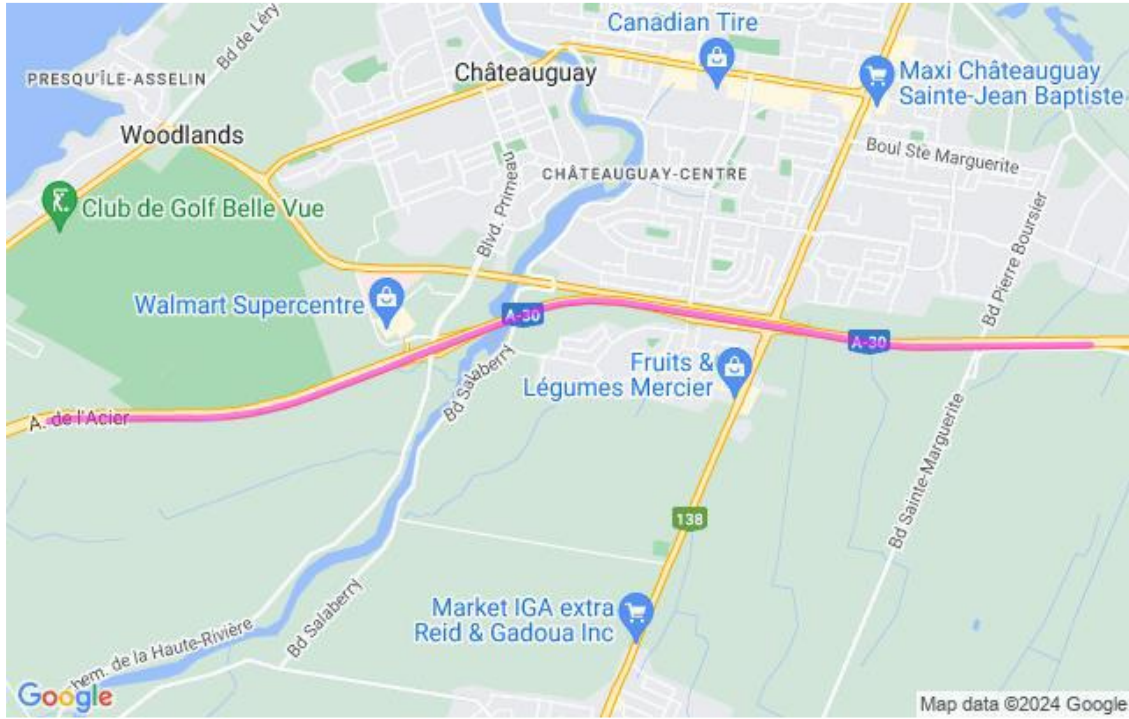 Canadian Tire
Bd de Léry
PRESQU'ÎLE-ASSELIN
Châteauguay
Maxi Châteauguay
Sainte-Jean Baptiste
Woodlands
Boul Ste Marguerite
CHÂTEAUGUAY-CENTRE
Club de Golf Belle Vue
Blvd. Primeau
Bd Pierre Boursier
Walmart Supercentre
A-30
A-30
Fruits &
Légumes Mercier
Bd Salaberry
A. de l'Acier
Bd Sainte-Marguerite
138
Market IGA extra
Reid & Gadoua Inc
Bd Salaberry
hem. de la Haute-Rivière
Google
Map data ©2024 Google